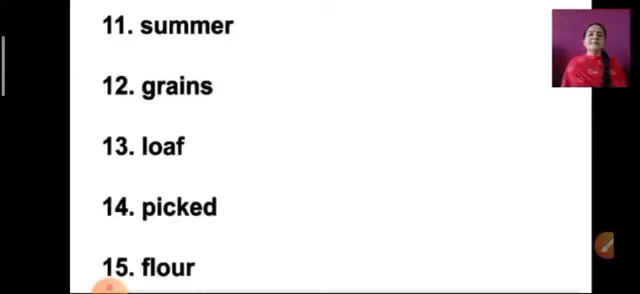 11. summer
12. grains
13. loaf
14. picked
15. flour